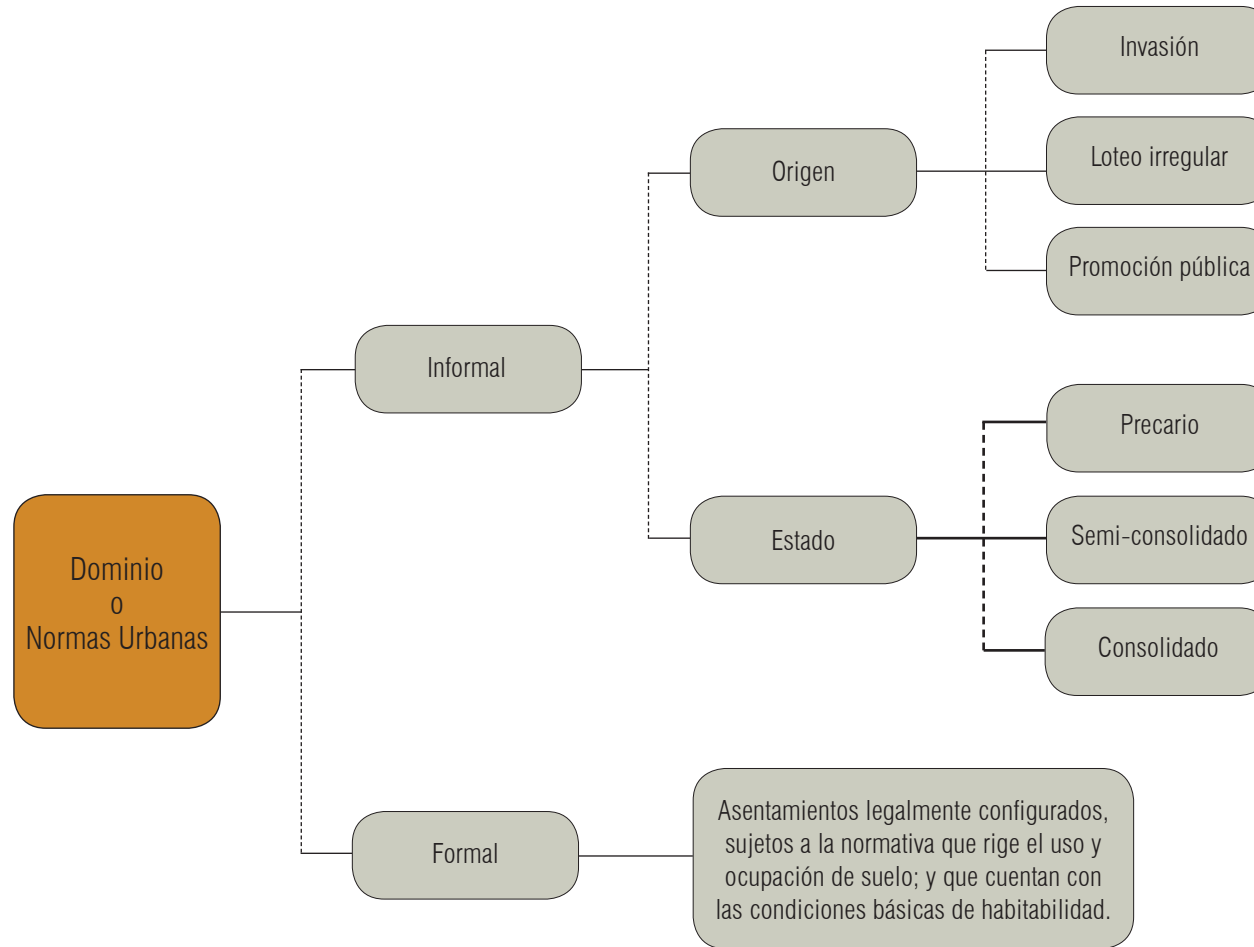 Invasión
Loteo irregular
Promoción pública
Origen
Informal
Precario
Semi-consolidado
Consolidado
Estado
Dominio
o
Normas Urbanas
Formal
Asentamientos legalmente configurados,
sujetos a la normativa que rige el uso y
ocupación de suelo; y que cuentan con
las condiciones básicas de habitabilidad.